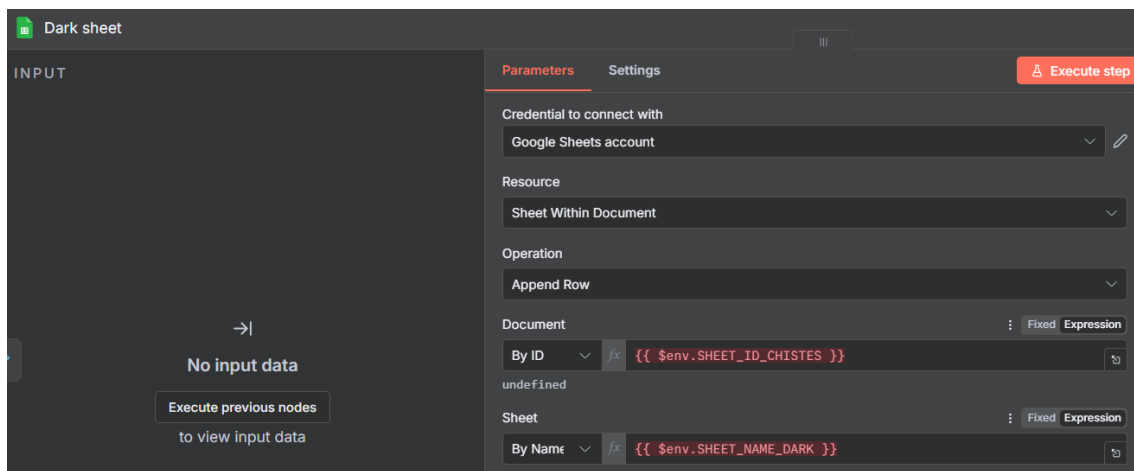 Dark sheet
INPUT
Parameters Settings Execute step
Credential to connect with
Google Sheets account
Resource
Sheet Within Document
Operation
Append Row
Document Fixed Expression
By ID fx {{ $env.SHEET_ID_CHISTES }}
undefined
Sheet Fixed Expression
By Name fx {{ $env.SHEET_NAME_DARK }}
No input data
Execute previous nodes
to view input data